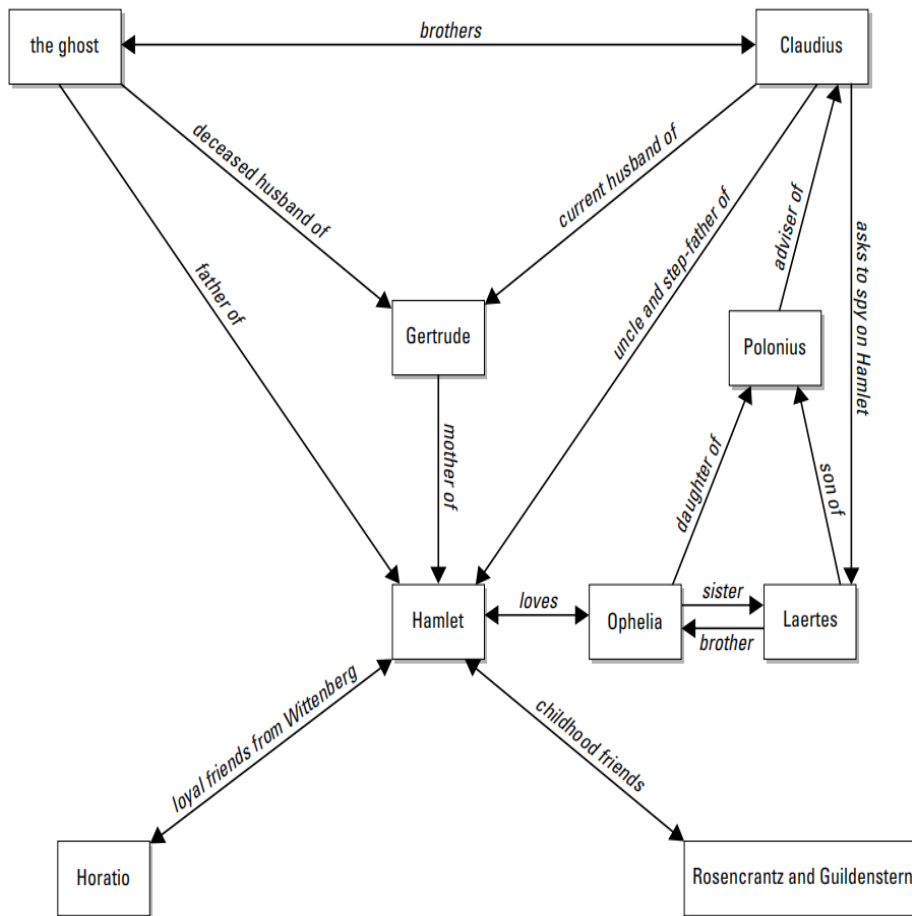 the ghost
brothers
Claudius
deceased husband of
current husband of
father of
uncle and step-father of
adviser of
asks to spy on Hamlet
Gertrude
Polonius
mother of
daughter of
son of
Hamlet
loves
Ophelia
sister
brother
Laertes
loyal friends from Wittenberg
childhood friends
Horatio
Rosencrantz and Guildenstern